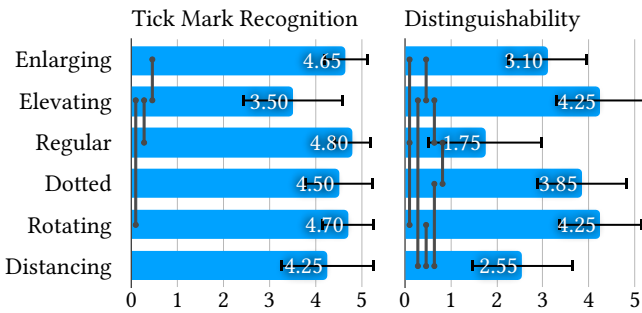 Tick Mark Recognition Distinguishability
Enlarging 4.65 3.10
Elevating 3.50 4.25
Regular 4.80 1.75
Dotted 4.50 3.85
Rotating 4.70 4.25
Distancing 4.25 2.55
0 1 2 3 4 5 0 1 2 3 4 5